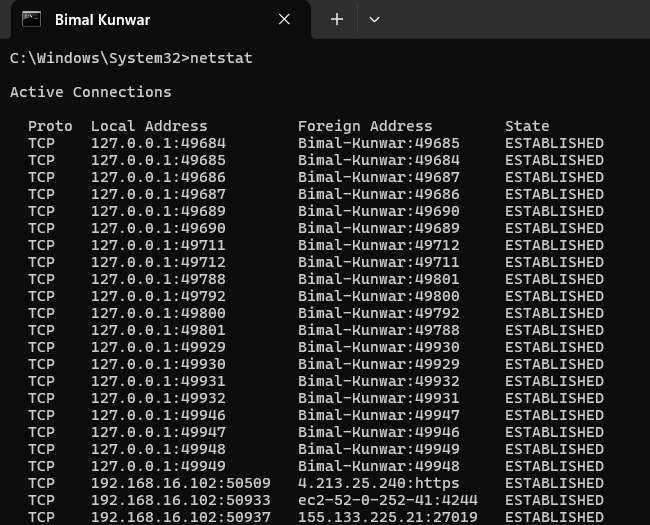 Bimal Kunwar
C:\Windows\System32>netstat
Active Connections
Proto  Local Address          Foreign Address        State
TCP    127.0.0.1:49684        Bimal-Kunwar:49685     ESTABLISHED
TCP    127.0.0.1:49685        Bimal-Kunwar:49684     ESTABLISHED
TCP    127.0.0.1:49686        Bimal-Kunwar:49687     ESTABLISHED
TCP    127.0.0.1:49687        Bimal-Kunwar:49686     ESTABLISHED
TCP    127.0.0.1:49689        Bimal-Kunwar:49690     ESTABLISHED
TCP    127.0.0.1:49690        Bimal-Kunwar:49689     ESTABLISHED
TCP    127.0.0.1:49711        Bimal-Kunwar:49712     ESTABLISHED
TCP    127.0.0.1:49712        Bimal-Kunwar:49711     ESTABLISHED
TCP    127.0.0.1:49788        Bimal-Kunwar:49801     ESTABLISHED
TCP    127.0.0.1:49792        Bimal-Kunwar:49800     ESTABLISHED
TCP    127.0.0.1:49800        Bimal-Kunwar:49792     ESTABLISHED
TCP    127.0.0.1:49801        Bimal-Kunwar:49788     ESTABLISHED
TCP    127.0.0.1:49929        Bimal-Kunwar:49930     ESTABLISHED
TCP    127.0.0.1:49930        Bimal-Kunwar:49929     ESTABLISHED
TCP    127.0.0.1:49931        Bimal-Kunwar:49932     ESTABLISHED
TCP    127.0.0.1:49932        Bimal-Kunwar:49931     ESTABLISHED
TCP    127.0.0.1:49946        Bimal-Kunwar:49947     ESTABLISHED
TCP    127.0.0.1:49947        Bimal-Kunwar:49946     ESTABLISHED
TCP    127.0.0.1:49948        Bimal-Kunwar:49949     ESTABLISHED
TCP    127.0.0.1:49949        Bimal-Kunwar:49948     ESTABLISHED
TCP    192.168.16.102:50509   4.213.25.240:https     ESTABLISHED
TCP    192.168.16.102:50933   ec2-52-0-252-41:4244   ESTABLISHED
TCP    192.168.16.102:50937   155.133.225.21:27019   ESTABLISHED